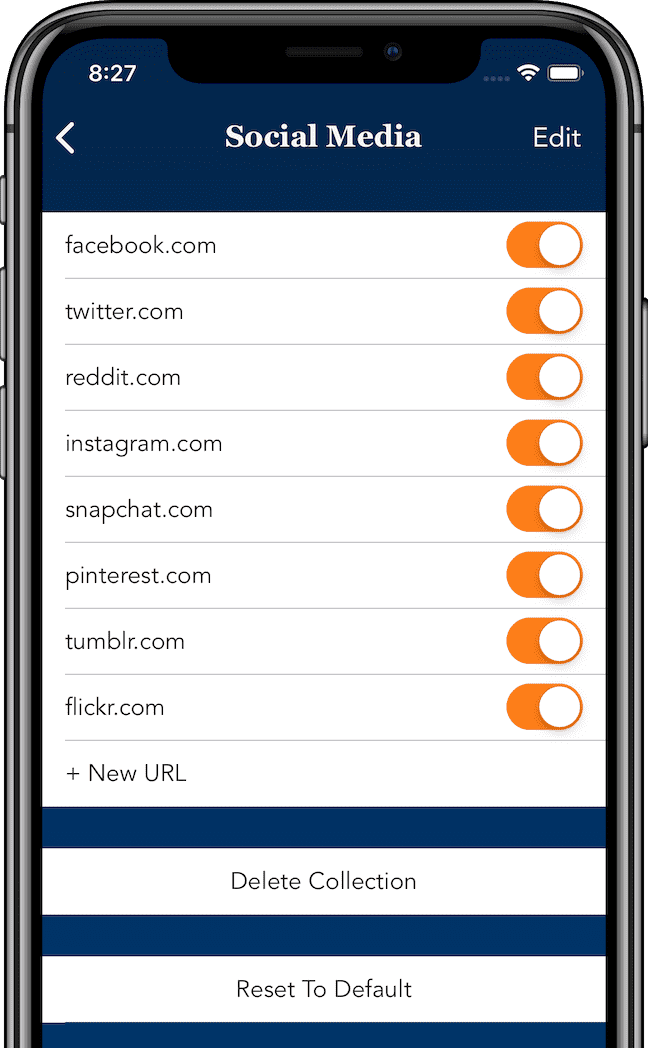 8:27
Social Media
Edit
facebook.com
twitter.com
reddit.com
instagram.com
snapchat.com
pinterest.com
tumblr.com
flickr.com
+ New URL
Delete Collection
Reset To Default